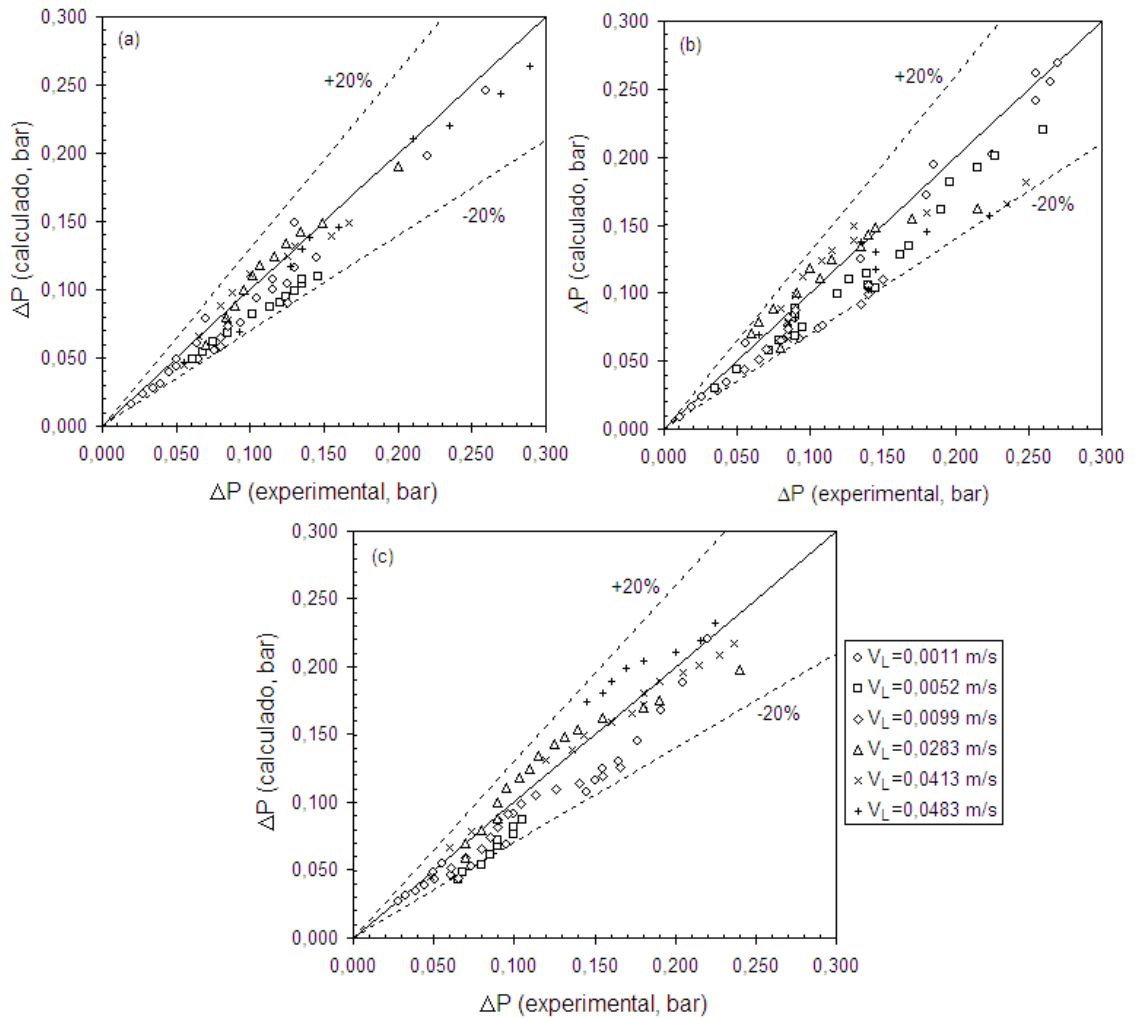 (a)
ΔP (calculado, bar)
0,300
0,250
0,200
0,150
0,100
0,050
0,000
+20%
-20%
0,000 0,050 0,100 0,150 0,200 0,250 0,300
ΔP (experimental, bar)
(b)
ΔP (calculado, bar)
0,300
0,250
0,200
0,150
0,100
0,050
0,000
+20%
-20%
0,000 0,050 0,100 0,150 0,200 0,250 0,300
ΔP (experimental, bar)
(c)
ΔP (calculado, bar)
0,300
0,250
0,200
0,150
0,100
0,050
0,000
+20%
-20%
0,000 0,050 0,100 0,150 0,200 0,250 0,300
ΔP (experimental, bar)
V_L=0,0011 m/s
V_L=0,0052 m/s
V_L=0,0099 m/s
V_L=0,0283 m/s
V_L=0,0413 m/s
V_L=0,0483 m/s